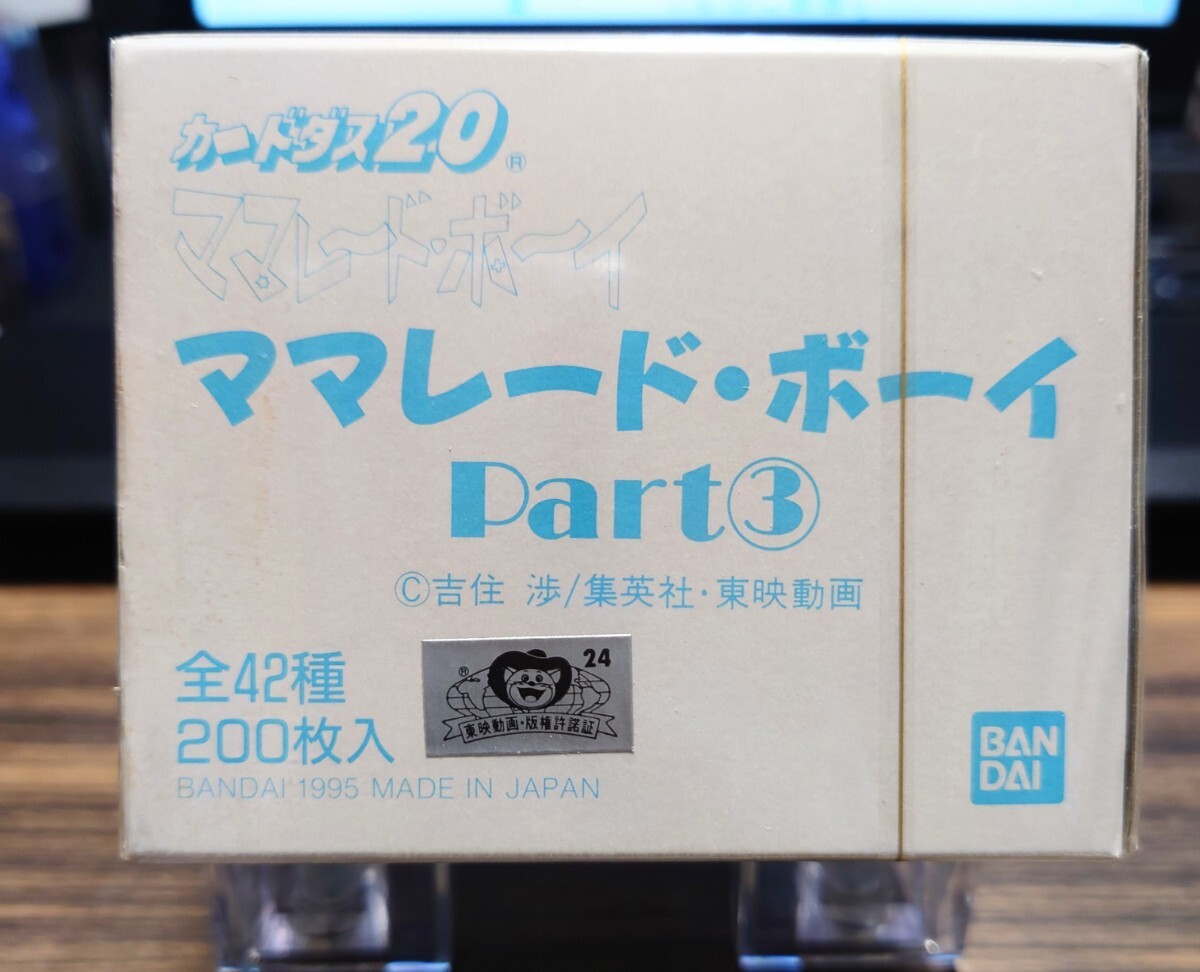 カードダス20®
ママレード・ボーイ
ママレード・ボーイ
Part③
©吉住 渉/集英社・東映動画
全42種
200枚入
® 24
東映動画・版権許諾証
BANDAI 1995 MADE IN JAPAN
BAN
DAI